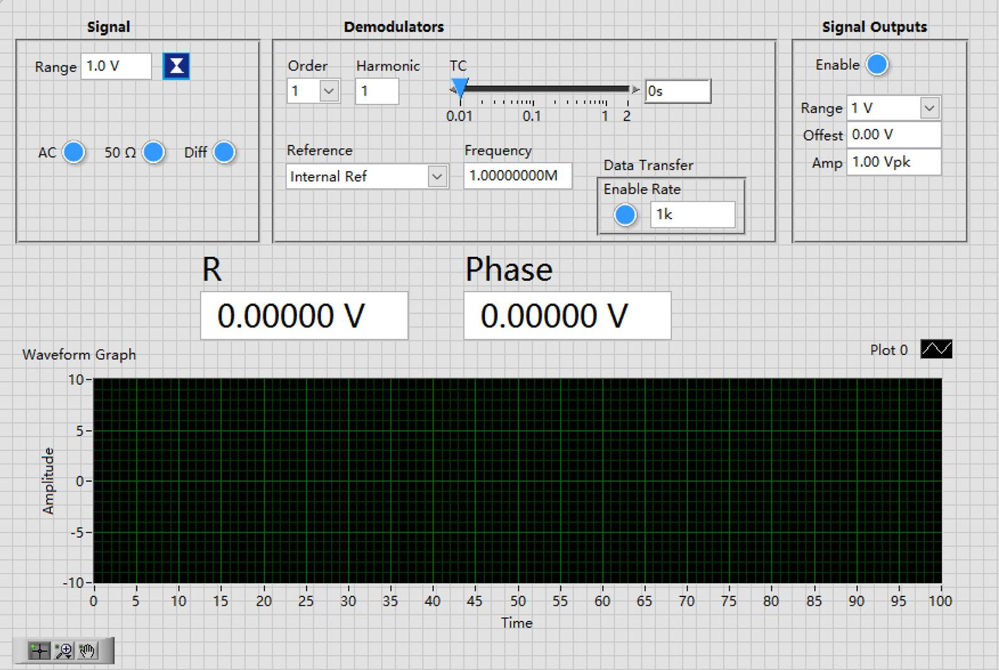 Signal
Range 1.0 V
AC 50 Ω Diff
Demodulators
Order Harmonic TC
1 1 0s
0.01 0.1 1 2
Reference Frequency
Internal Ref 1.00000000M
Data Transfer
Enable Rate
1k
Signal Outputs
Enable
Range 1 V
Offest 0.00 V
Amp 1.00 Vpk
R Phase
0.00000 V 0.00000 V
Waveform Graph Plot 0
10
5
0
-5
-10
Amplitude
0 5 10 15 20 25 30 35 40 45 50 55 60 65 70 75 80 85 90 95 100
Time